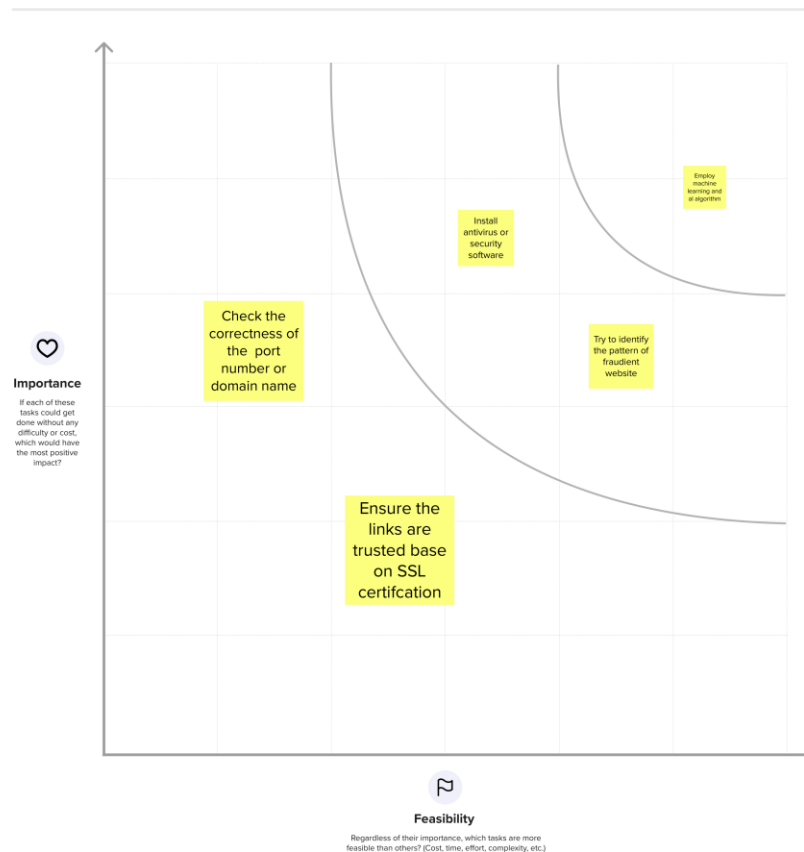 Employ
machine
learning and
al algorithm
Install
antivirus or
security
software
Check the
correctness of
the port
number or
domain name
Try to identify
the pattern of
fraudient
website
Importance
If each of these
tasks could get
done without any
difficulty or cost,
which would have
the most positive
impact?
Ensure the
links are
trusted base
on SSL
certifcation
Feasibility
Regardless of their importance, which tasks are more
feasible than others? (Cost, time, effort, complexity, etc.)